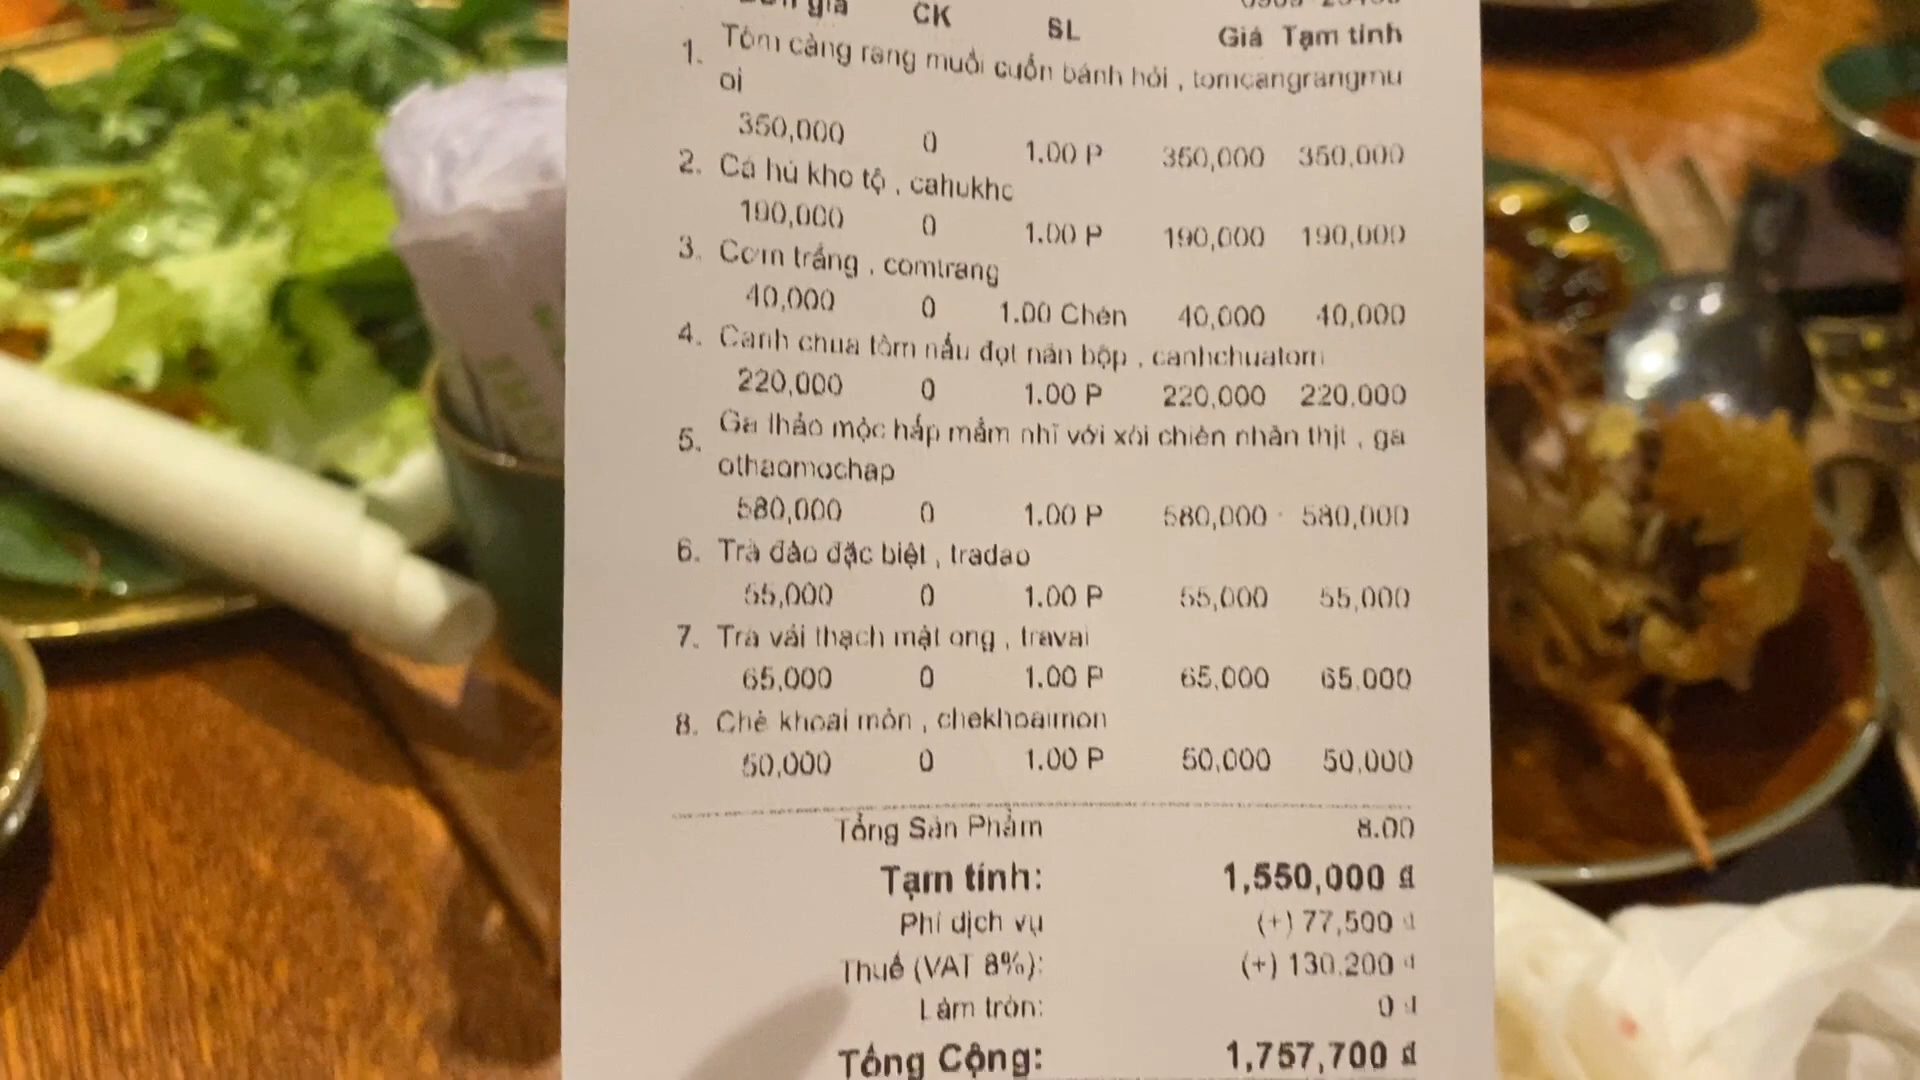 giá CK SL Giá Tạm tính
1. Tôm càng rang muối cuốn bánh hỏi , tomcangrangmu
oi
350,000 0 1.00 P 350,000 350,000
2. Cá hú kho tộ , cahukho
190,000 0 1.00 P 190,000 190,000
3. Cơm trắng , comtrang
40,000 0 1.00 Chén 40,000 40,000
4. Canh chua tôm nấu đọt năn bộp , canhchuatom
220,000 0 1.00 P 220,000 220,000
5. Gà thảo mộc hấp mắm nhĩ với xôi chiên nhân thịt , ga
othaomochap
580,000 0 1.00 P 580,000 580,000
6. Trà đào đặc biệt , tradao
55,000 0 1.00 P 55,000 55,000
7. Trà vải thạch mật ong , travai
65,000 0 1.00 P 65,000 65,000
8. Chè khoai môn , chekhoaimon
50,000 0 1.00 P 50,000 50,000
Tổng Sản Phẩm 8.00
Tạm tính: 1,550,000 đ
Phí dịch vụ (+) 77,500 đ
Thuế (VAT 8%): (+) 130,200 đ
Làm tròn: 0 đ
Tổng Cộng: 1,757,700 đ